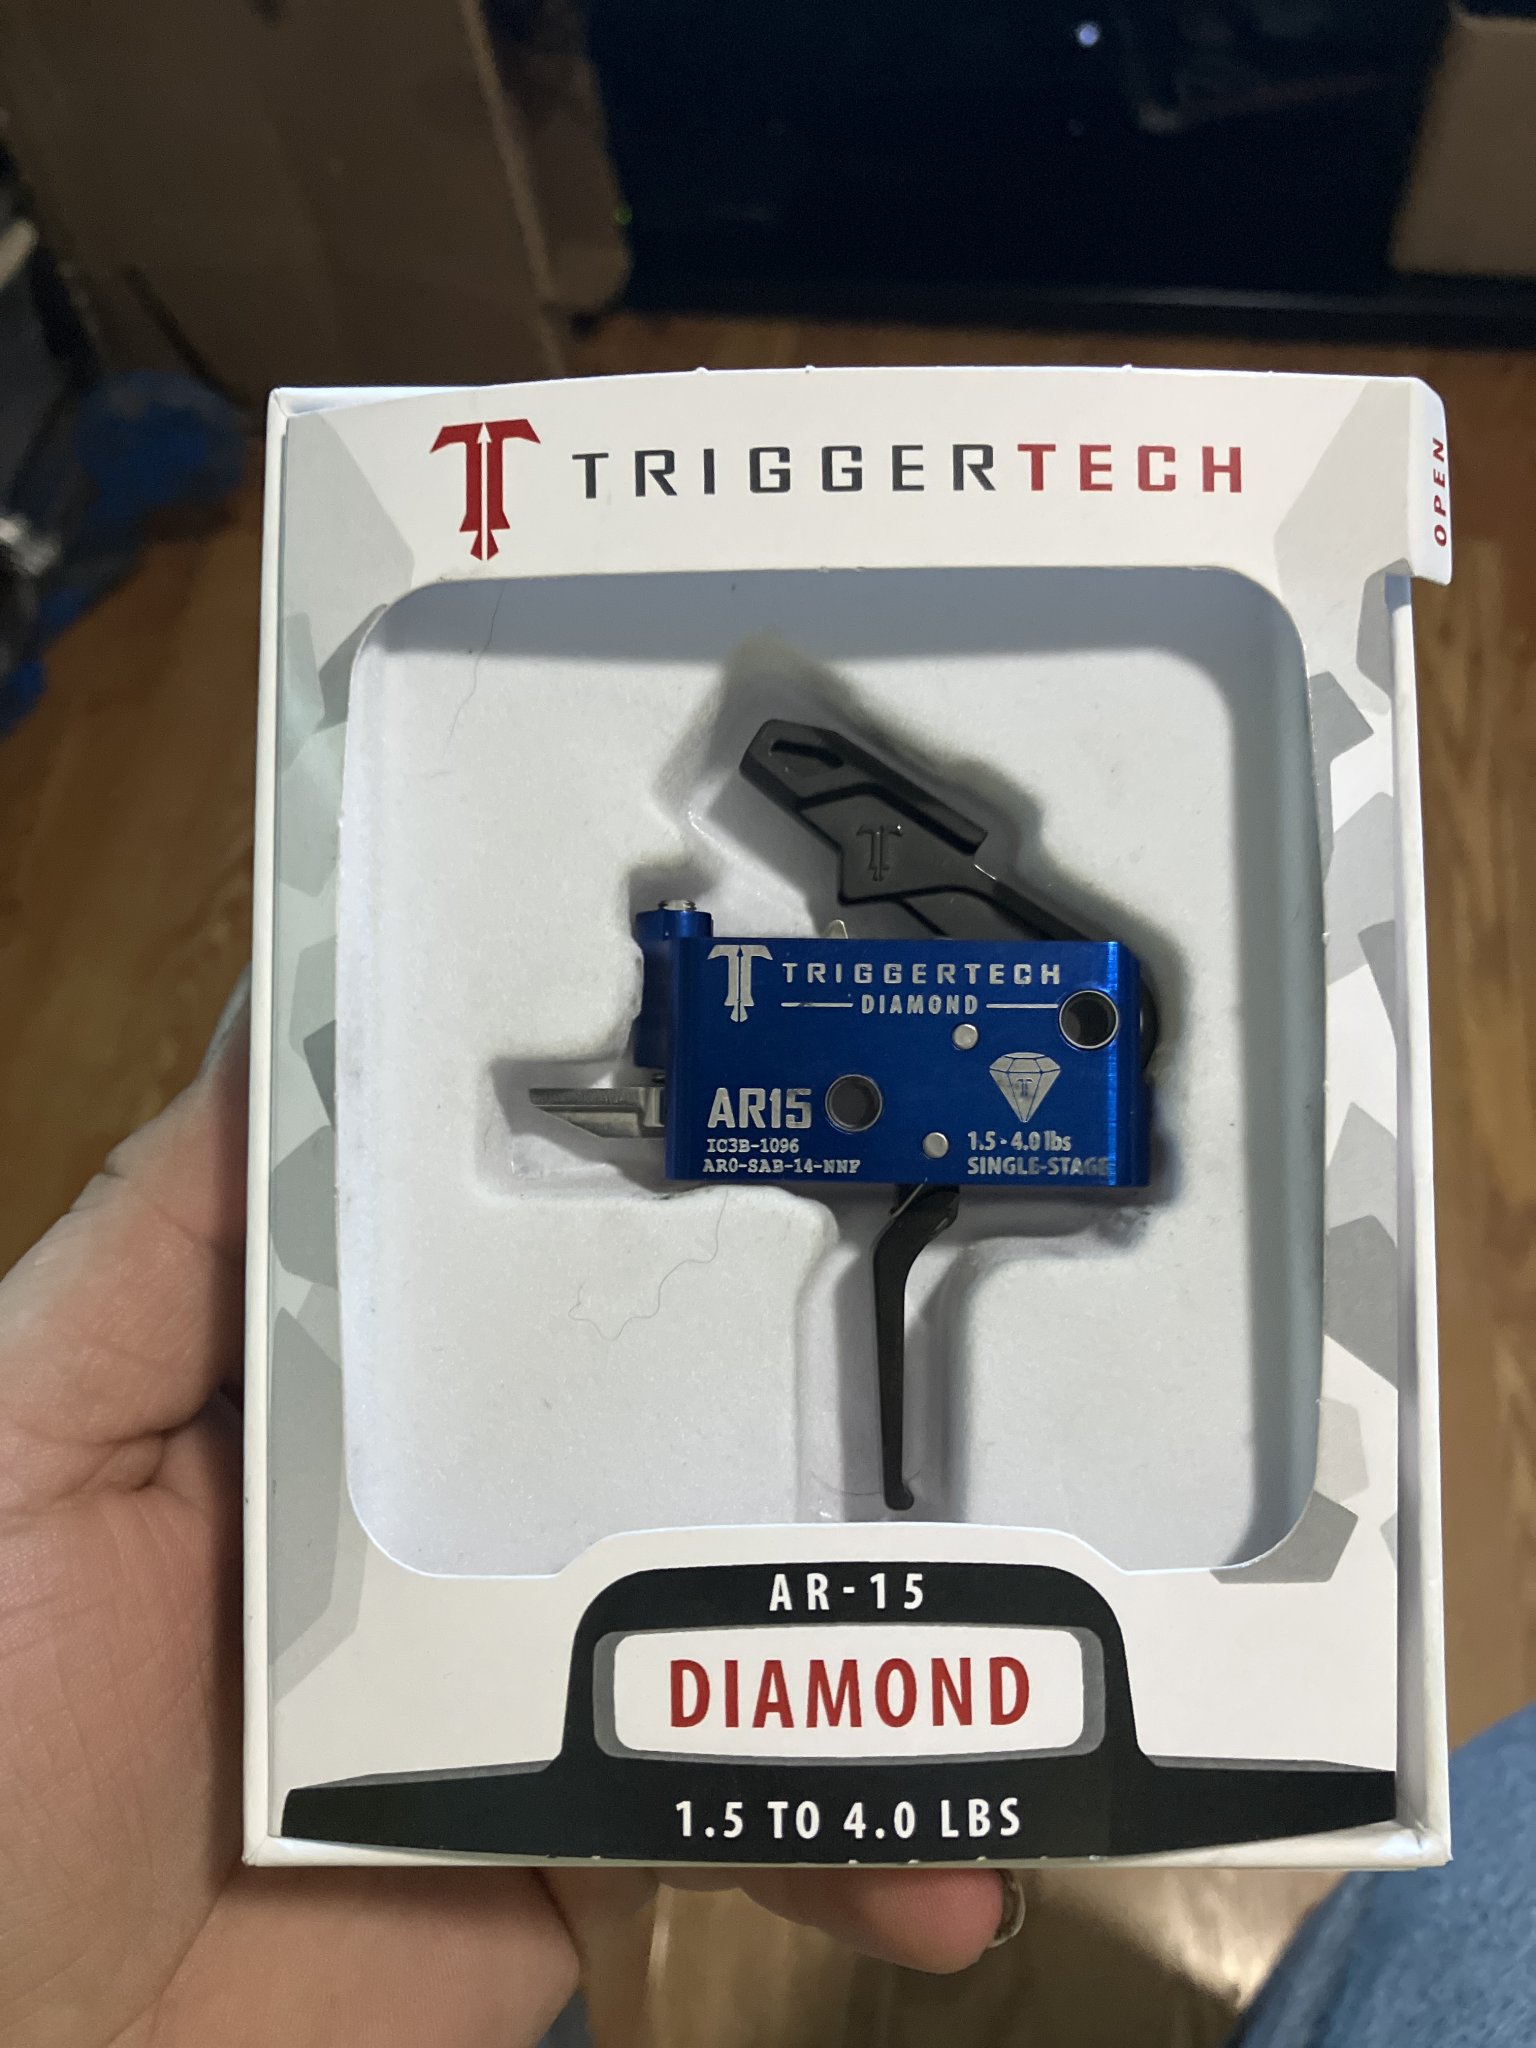 TRIGGERTECH
OPEN
TRIGGERTECH
DIAMOND
AR15
IC3B-1096
AR0-SAB-14-NNF
1.5 - 4.0 lbs
SINGLE-STAGE
AR-15
DIAMOND
1.5 TO 4.0 LBS